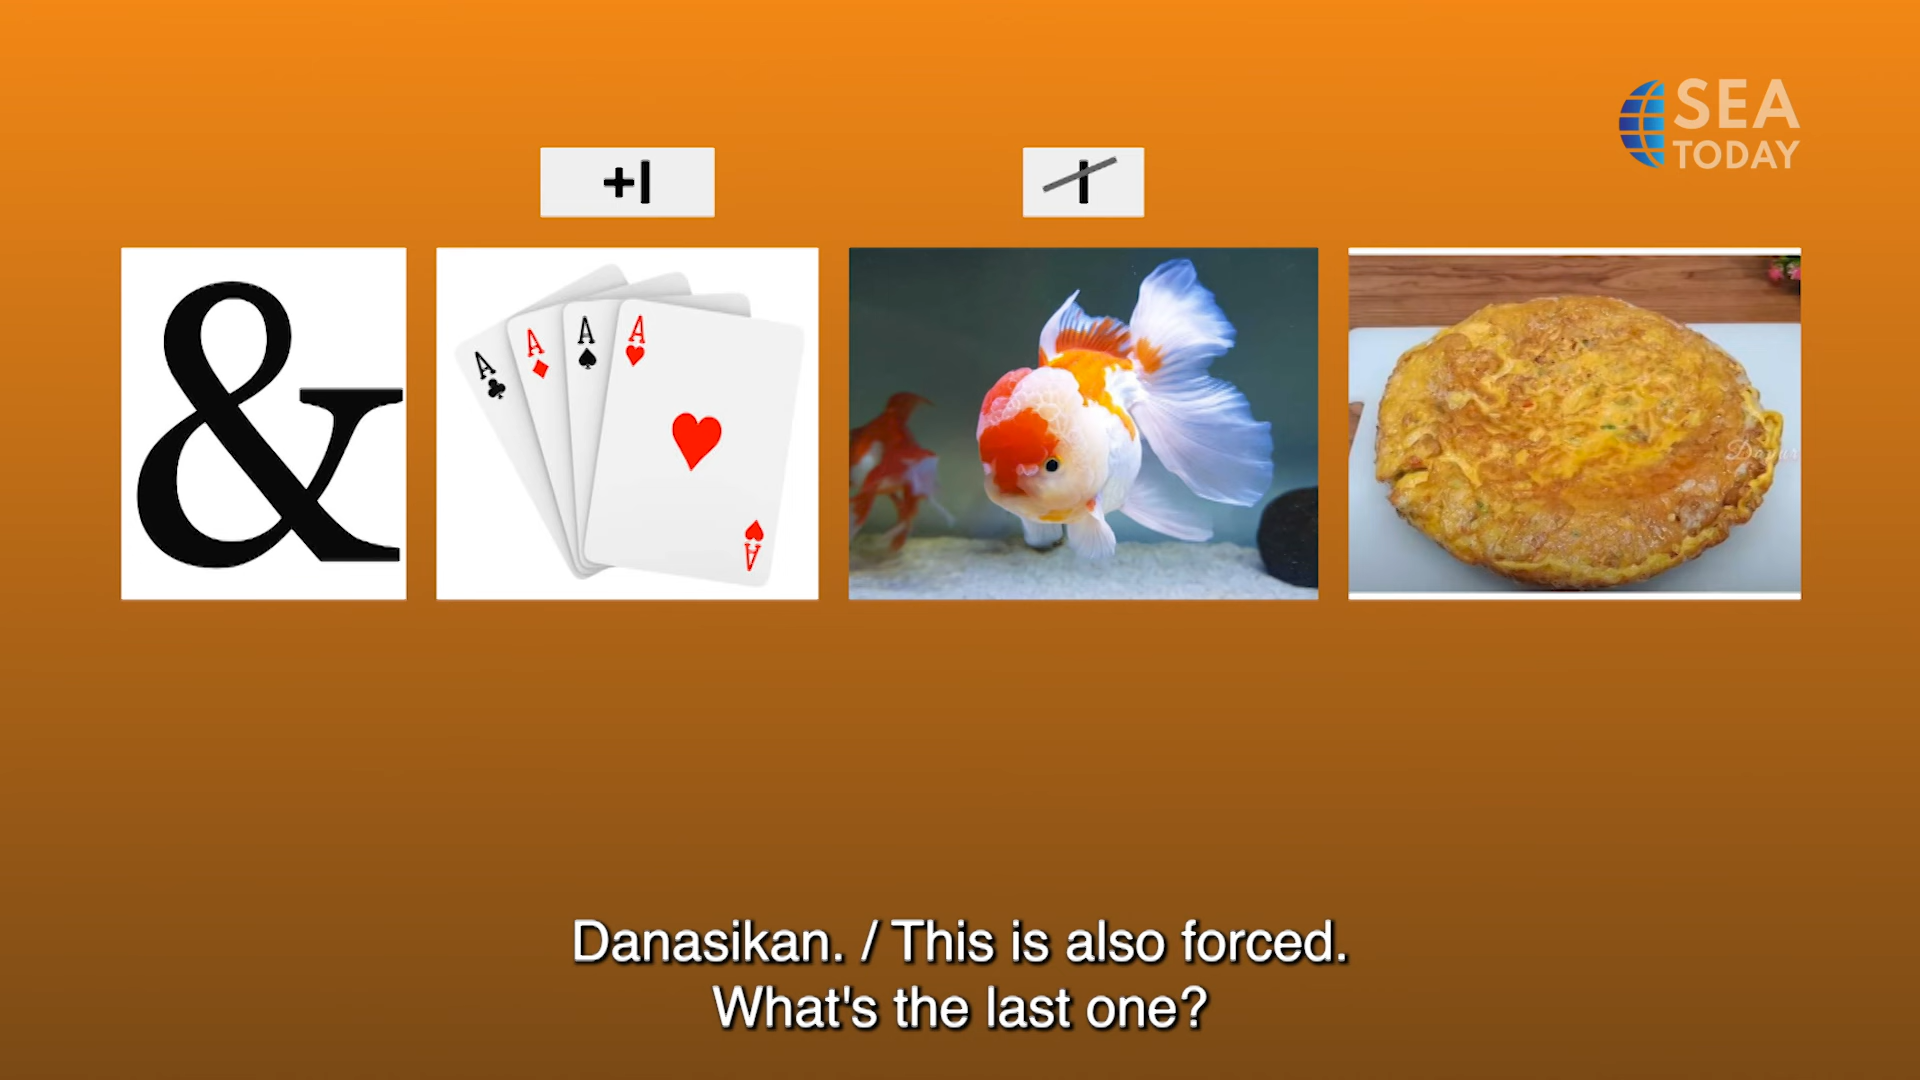 SEA
TODAY
+I
I
&
A
A
A
A
A
Danasikan. / This is also forced.
What's the last one?